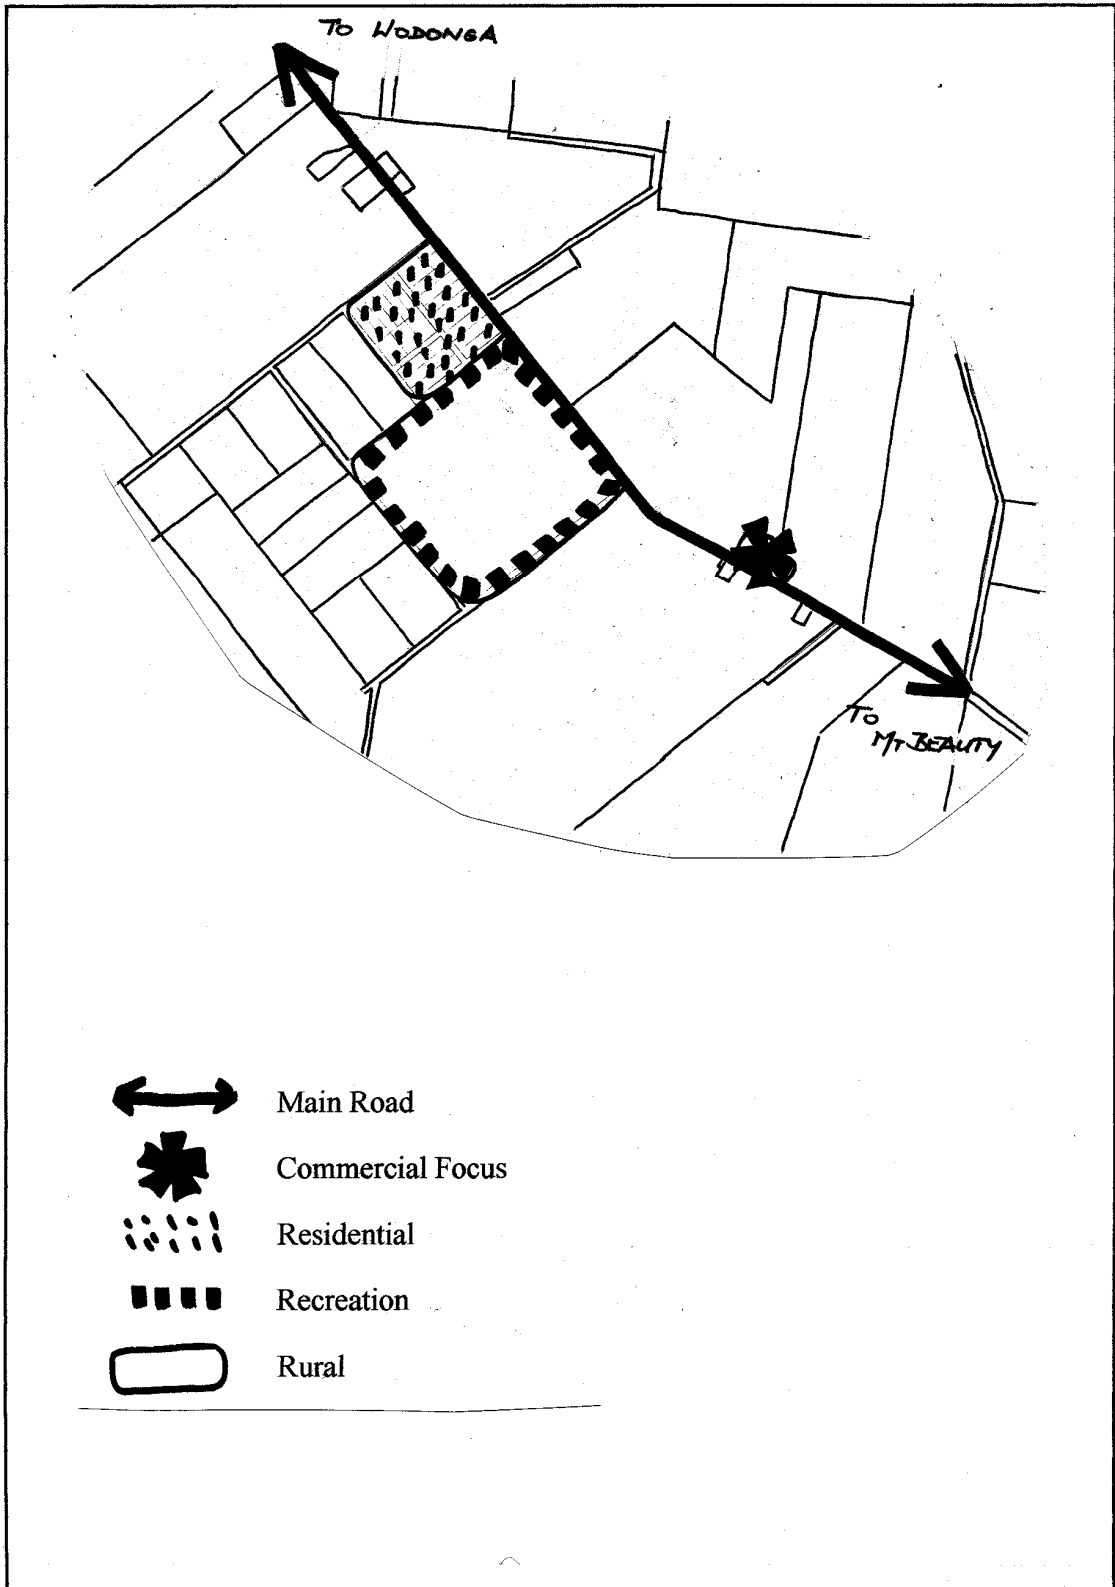 TO WODONGA
TO
MT BEAUTY
Main Road
Commercial Focus
Residential
Recreation
Rural